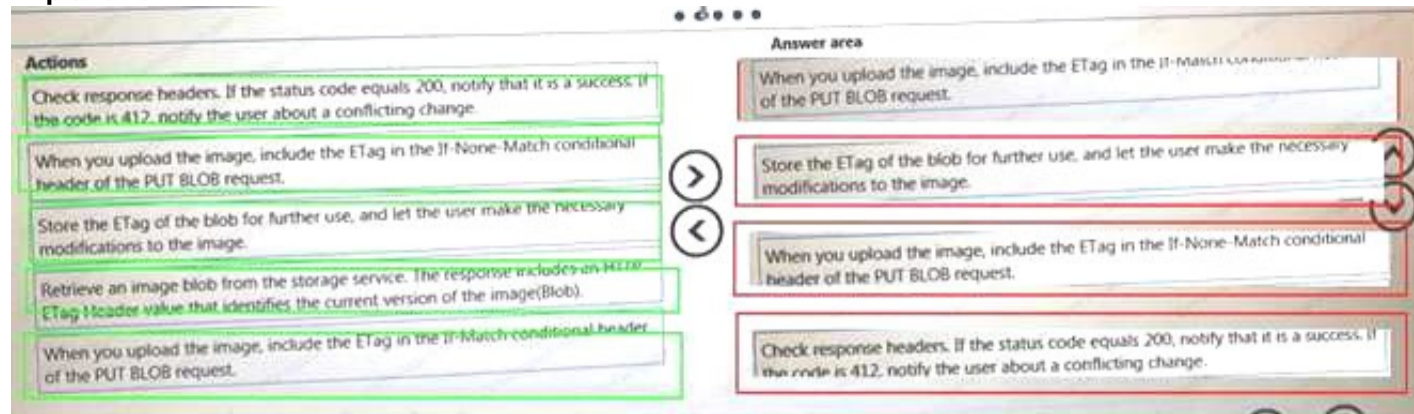 Actions
Check response headers. If the status code equals 200, notify that it is a success. If
the code is 412, notify the user about a conflicting change.
When you upload the image, include the ETag in the If-None-Match conditional
header of the PUT BLOB request.
Store the ETag of the blob for further use, and let the user make the necessary
modifications to the image.
Retrieve an image blob from the storage service. The response includes an HTTP
ETag Header value that identifies the current version of the image(Blob).
When you upload the image, include the ETag in the If-Match conditional header
of the PUT BLOB request.
Answer area
When you upload the image, include the ETag in the If-Match
of the PUT BLOB request.
Store the ETag of the blob for further use, and let the user make the necessary
modifications to the image.
When you upload the image, include the ETag in the If-None-Match conditional
header of the PUT BLOB request.
Check response headers. If the status code equals 200, notify that it is a success. If
the code is 412, notify the user about a conflicting change.